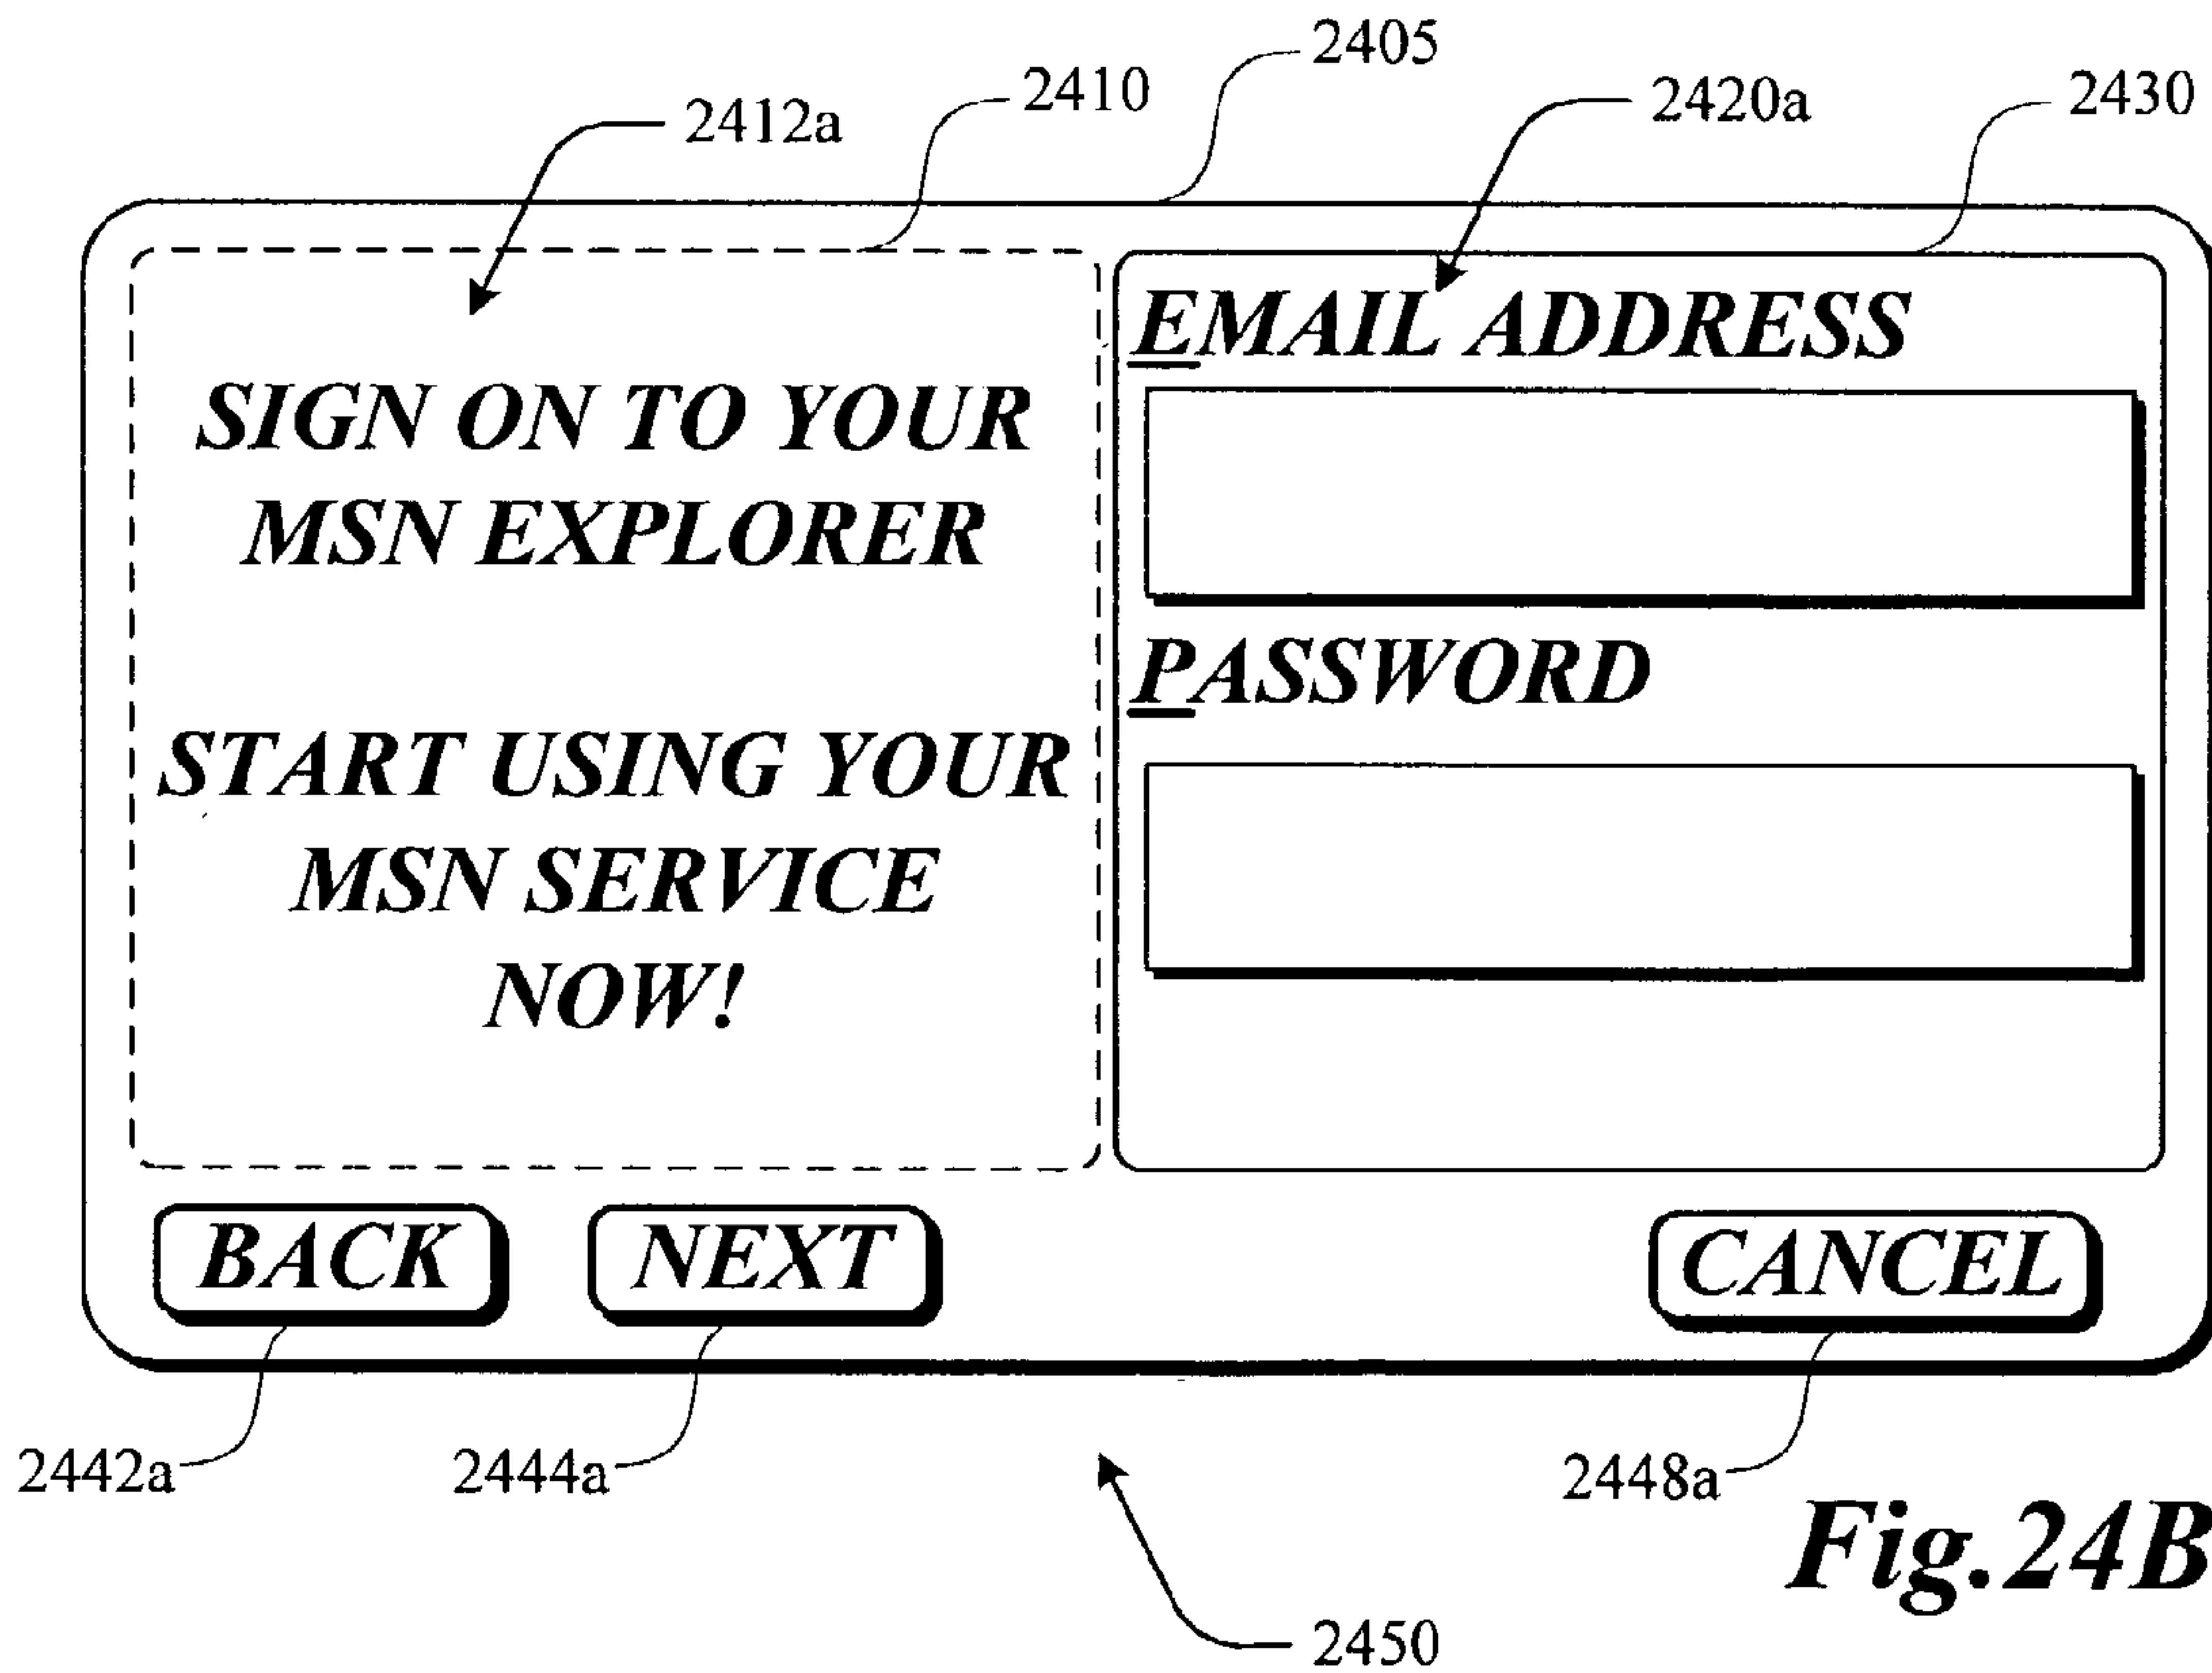 2405
2410
2430
2412a
2420a
SIGN ON TO YOUR
MSN EXPLORER
START USING YOUR
MSN SERVICE
NOW!
EMAIL ADDRESS
PASSWORD
BACK
NEXT
CANCEL
2442a
2444a
2448a
Fig.24B
2450